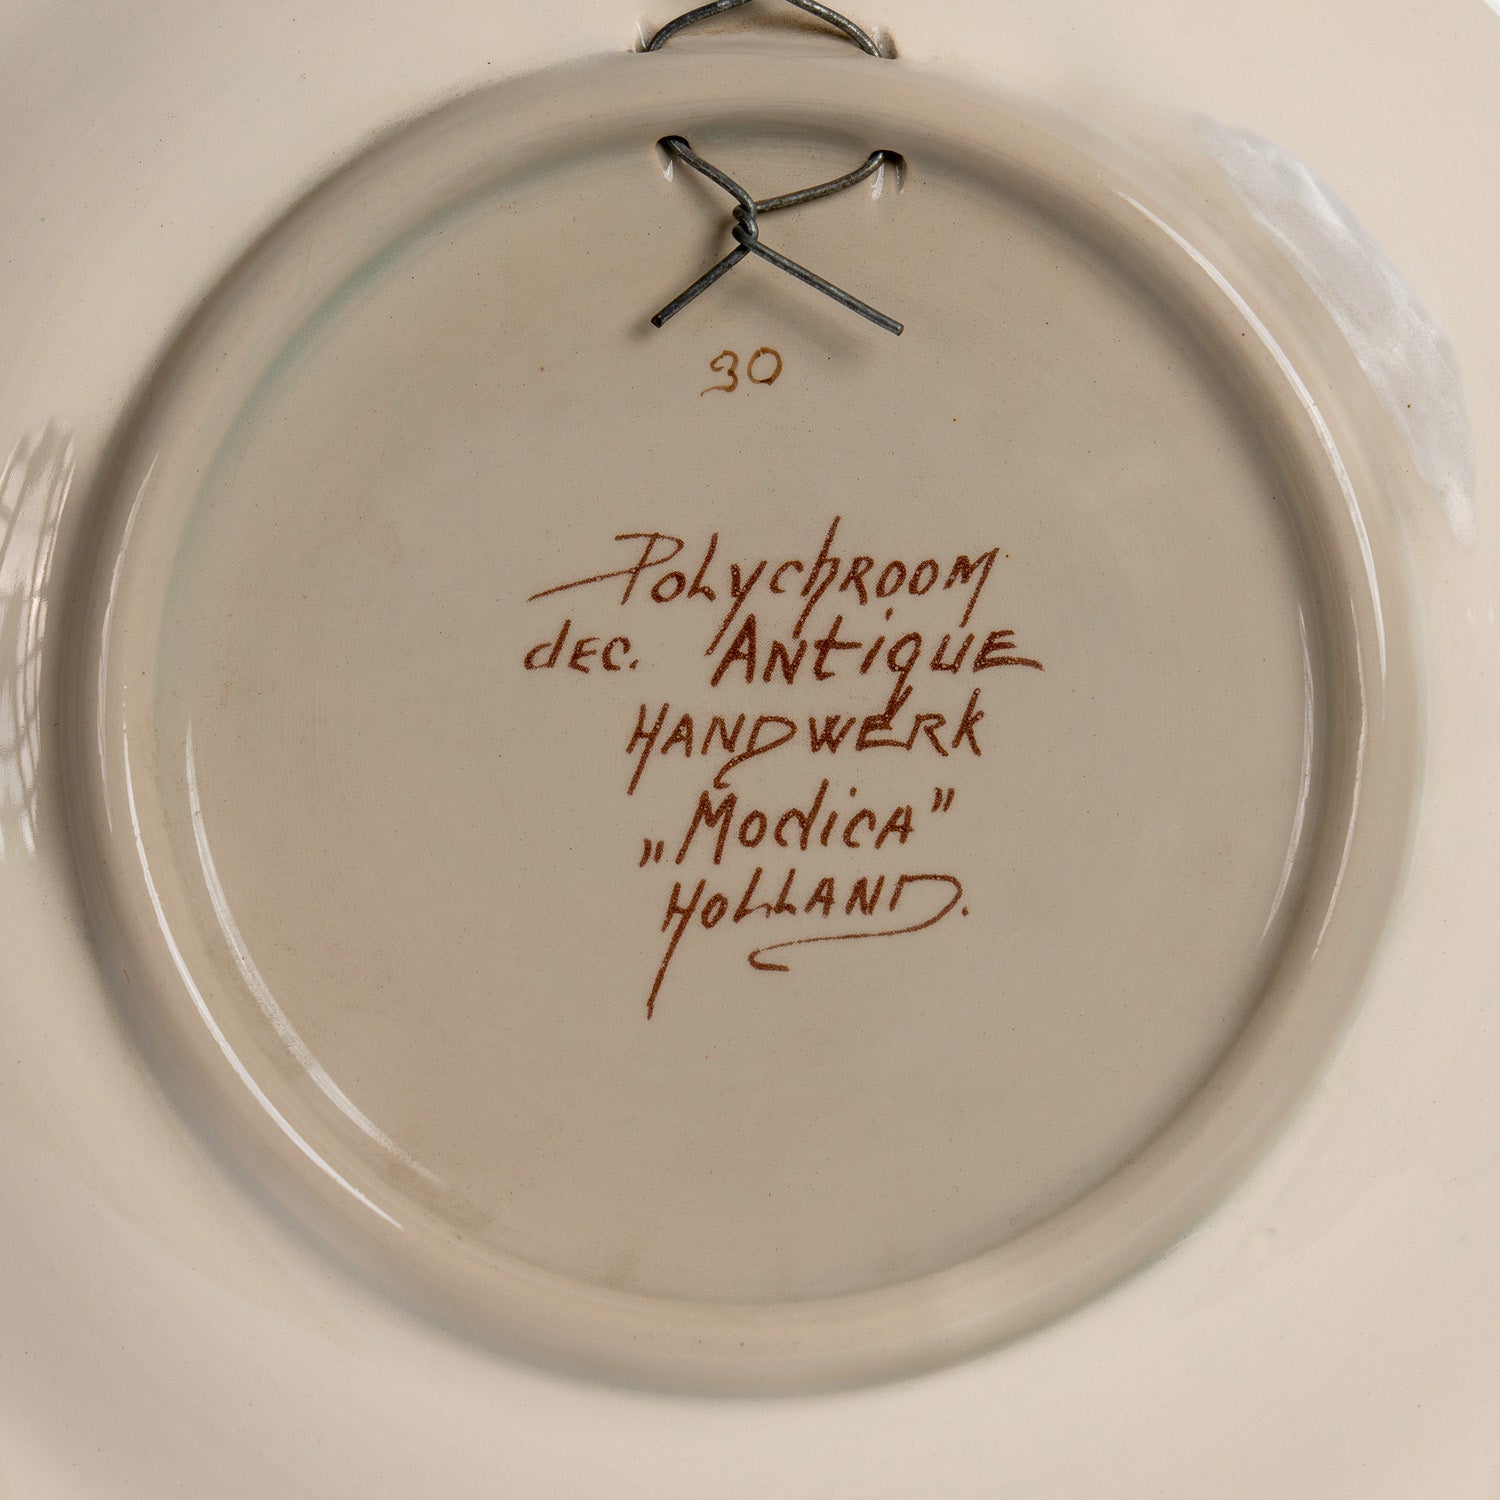 30
Polychroom
dec. Antique
Handwerk
„Modica”
Holland.